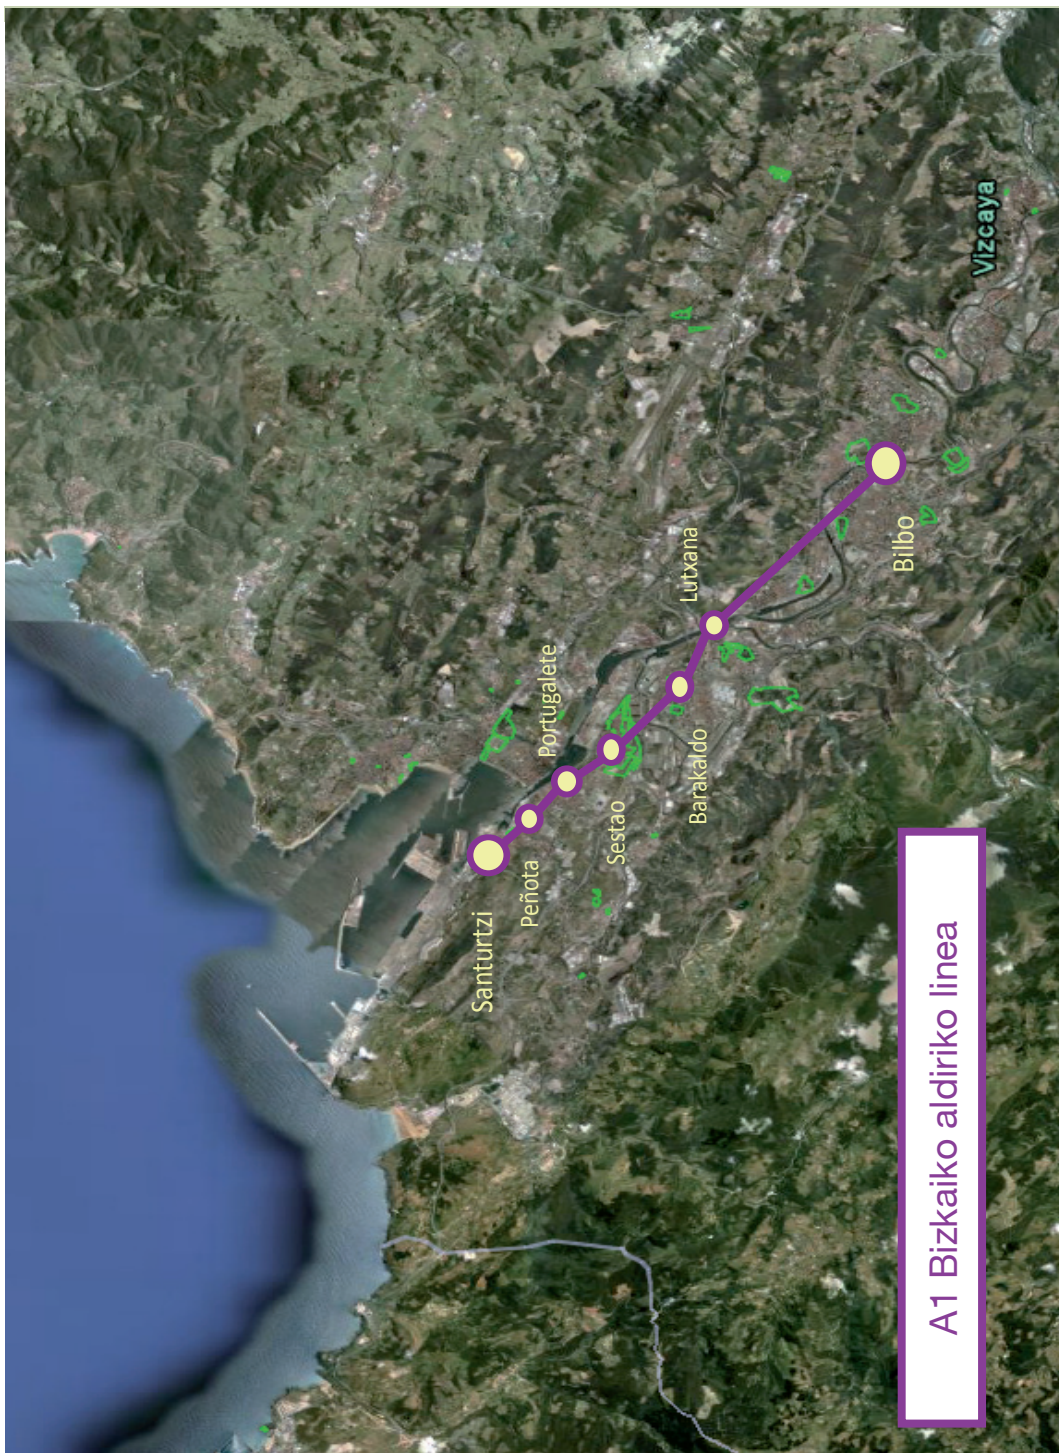 Vizcaya
Santurtzi
Peñota
Portugalete
Sestao
Barakaldo
Lutxana
Bilbo
A1 Bizkaiko aldiriko linea